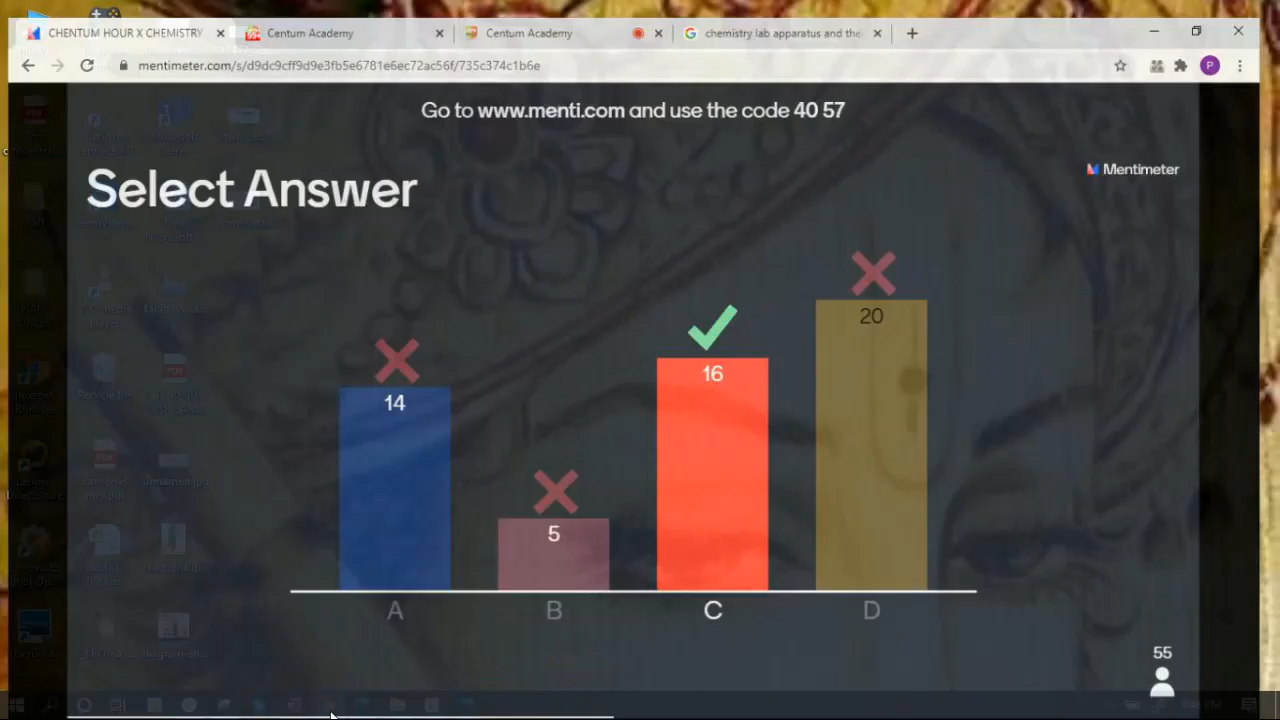 CHENTUM HOUR X CHEMISTRY
Centum Academy
Centum Academy
chemistry lab apparatus and the
mentimeter.com/s/d9dc9cff9d9e3fb5e6781e6ec72ac56f/735c374c1b6e
P
Go to www.menti.com and use the code 40 57
Select Answer
Mentimeter
14
5
16
20
A
B
C
D
55